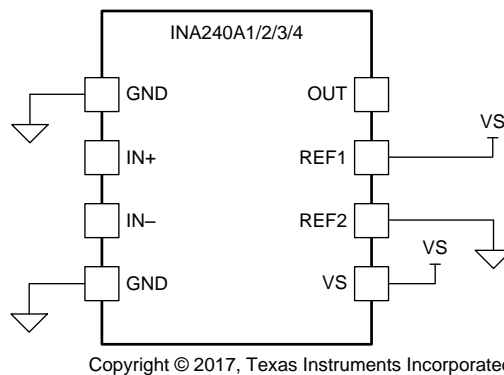 INA240A1/2/3/4
GND
OUT
VS
IN+
REF1
IN–
REF2
VS
GND
VS
Copyright © 2017, Texas Instruments Incorporated